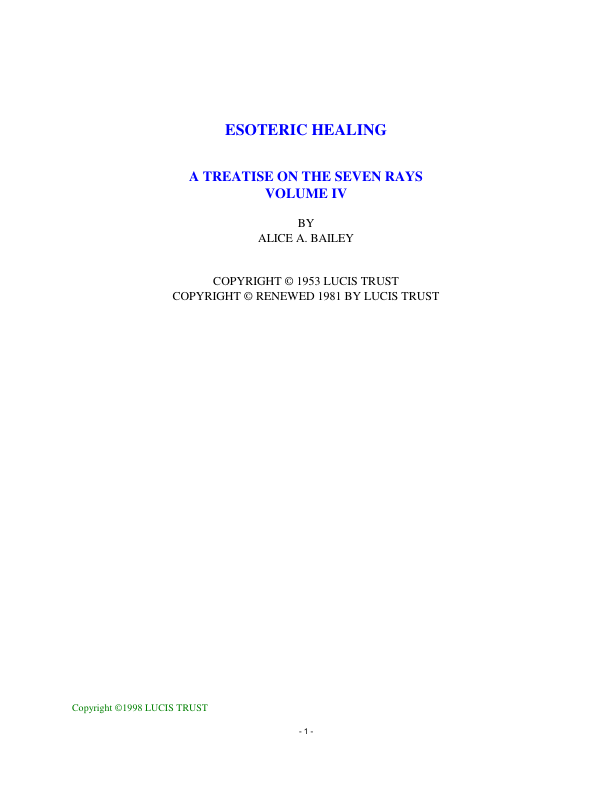 ESOTERIC HEALING
A TREATISE ON THE SEVEN RAYS
VOLUME IV
BY
ALICE A. BAILEY
COPYRIGHT © 1953 LUCIS TRUST
COPYRIGHT © RENEWED 1981 BY LUCIS TRUST
Copyright ©1998 LUCIS TRUST
- 1 -